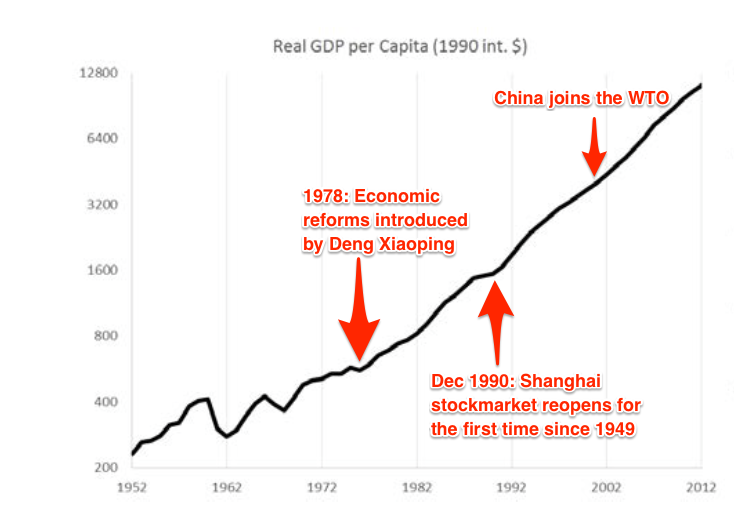 Real GDP per Capita (1990 int. $)
12800
China joins the WTO
6400
1978: Economic
reforms introduced
by Deng Xiaoping
3200
1600
800
Dec 1990: Shanghai
stockmarket reopens for
the first time since 1949
400
200
1952 1962 1972 1982 1992 2002 2012